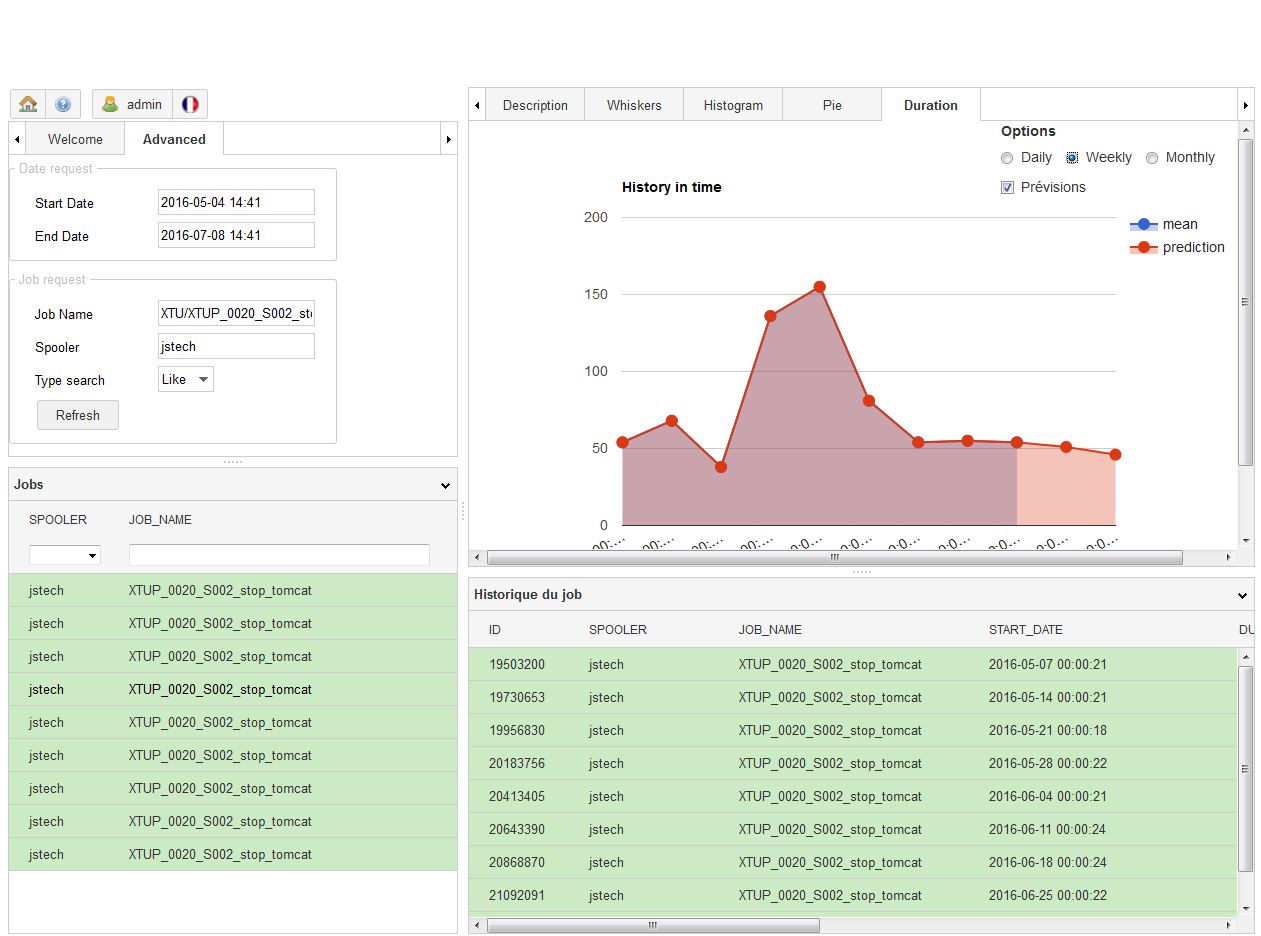 admin
Welcome
Advanced
Date request
Start Date
2016-05-04 14:41
End Date
2016-07-08 14:41
Job request
Job Name
XTU/XTUP_0020_S002_st
Spooler
jstech
Type search
Like
Refresh
Jobs
SPOOLER JOB_NAME
jstech XTUP_0020_S002_stop_tomcat
jstech XTUP_0020_S002_stop_tomcat
jstech XTUP_0020_S002_stop_tomcat
jstech XTUP_0020_S002_stop_tomcat
jstech XTUP_0020_S002_stop_tomcat
jstech XTUP_0020_S002_stop_tomcat
jstech XTUP_0020_S002_stop_tomcat
jstech XTUP_0020_S002_stop_tomcat
jstech XTUP_0020_S002_stop_tomcat
Description Whiskers Histogram Pie Duration
Options
Daily Weekly Monthly
Prévisions
History in time
200
150
100
50
0
mean
prediction
Historique du job
ID SPOOLER JOB_NAME START_DATE DU
19503200 jstech XTUP_0020_S002_stop_tomcat 2016-05-07 00:00:21
19730653 jstech XTUP_0020_S002_stop_tomcat 2016-05-14 00:00:21
19956830 jstech XTUP_0020_S002_stop_tomcat 2016-05-21 00:00:18
20183756 jstech XTUP_0020_S002_stop_tomcat 2016-05-28 00:00:22
20413405 jstech XTUP_0020_S002_stop_tomcat 2016-06-04 00:00:21
20643390 jstech XTUP_0020_S002_stop_tomcat 2016-06-11 00:00:24
20868870 jstech XTUP_0020_S002_stop_tomcat 2016-06-18 00:00:24
21092091 jstech XTUP_0020_S002_stop_tomcat 2016-06-25 00:00:22